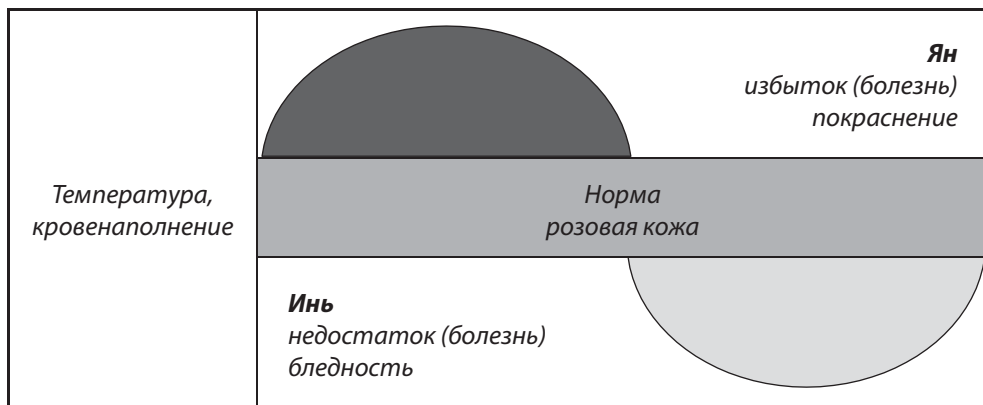 Температура,
кровенаполнение
Ян
избыток (болезнь)
покраснение
Норма
розовая кожа
Инь
недостаток (болезнь)
бледность